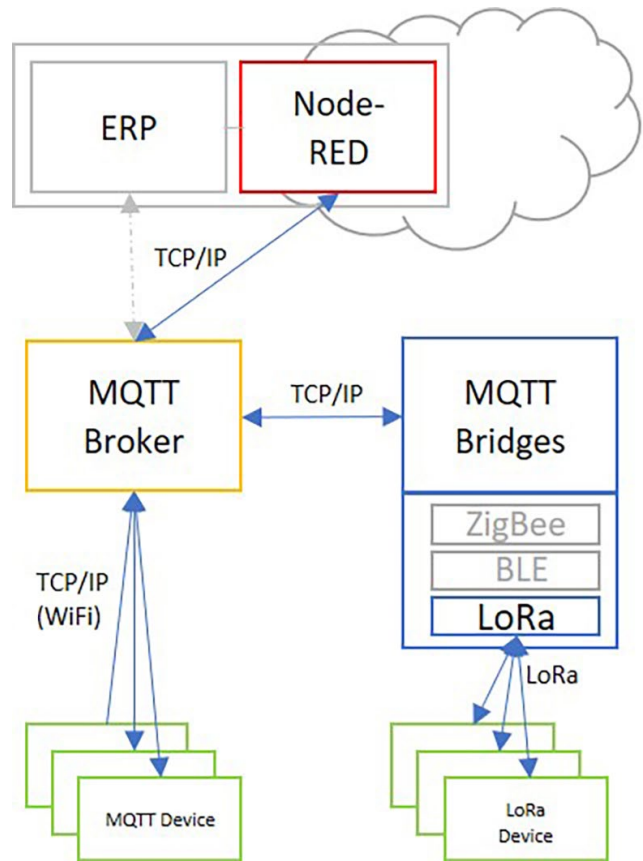 ERP
Node-
RED
TCP/IP
MQTT
Broker
TCP/IP
MQTT
Bridges
ZigBee
BLE
LoRa
TCP/IP
(WiFi)
LoRa
MQTT Device
LoRa
Device